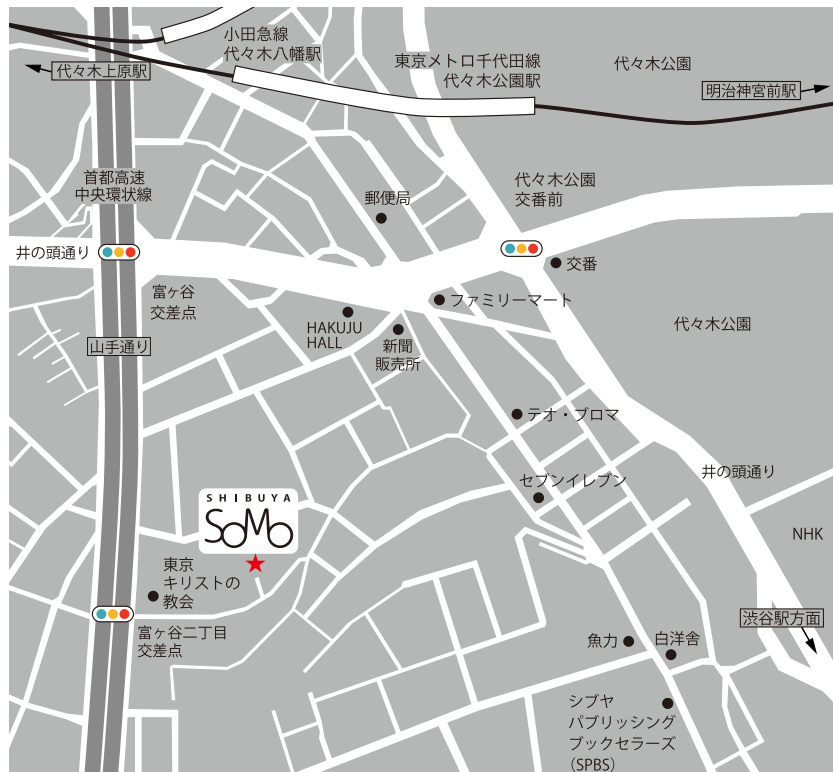 小田急線
代々木八幡駅
東京メトロ千代田線
代々木公園駅
代々木公園
代々木上原駅
明治神宮前駅
首都高速
中央環状線
代々木公園
交番前
郵便局
井の頭通り
交番
富ヶ谷
交差点
ファミリーマート
HAKUJU
HALL
新聞
販売所
代々木公園
山手通り
テオ・ブロマ
井の頭通り
セブンイレブン
SHIBUYA
SOMO
NHK
東京
キリストの
教会
渋谷駅方面
富ヶ谷二丁目
交差点
魚力
白洋舎
シブヤ
パブリッシング
ブックセラーズ
(SPBS)